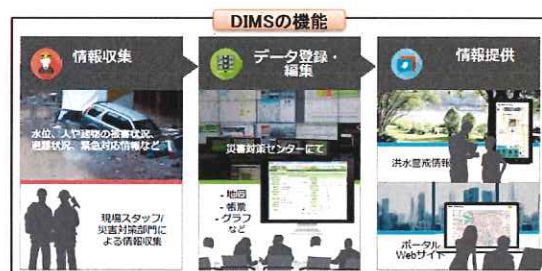 DIMSの機能
情報収集
水位、人や建物の被害状況、
避難状況、緊急対応情報など
現場スタッフ/
災害対策部門に
よる情報収集
データ登録・
編集
災害対策センターにて
- 地図
- 帳票
- グラフ
など
情報提供
洪水警戒情報
ポータル
Webサイト